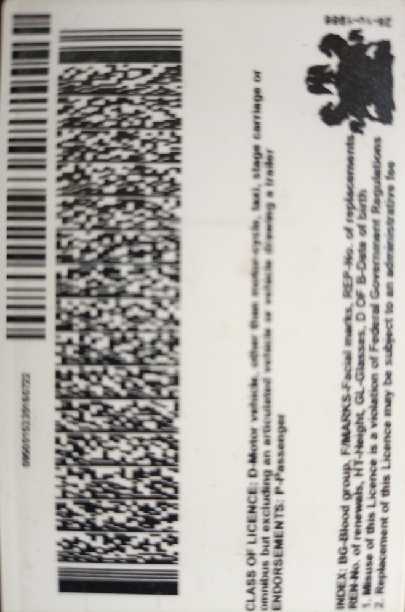 CLASS OF LICENCE: D-Motor vehicle, other than motor-cycle, taxi, stage carriage or
omnibus but excluding an articulated vehicle or vehicle drawing a trailer
ENDORSEMENTS: P-Passenger
INDEX: BG-Blood group, F/MARKS-Facial marks, REP-No. of replacements
REN-No. of renewals, HT-Height, GL-Glasses, D OF B-Date of birth
1. Misuse of this Licence is a violation of Federal Government Regulations
2. Replacement of this Licence may be subject to an administrative fee